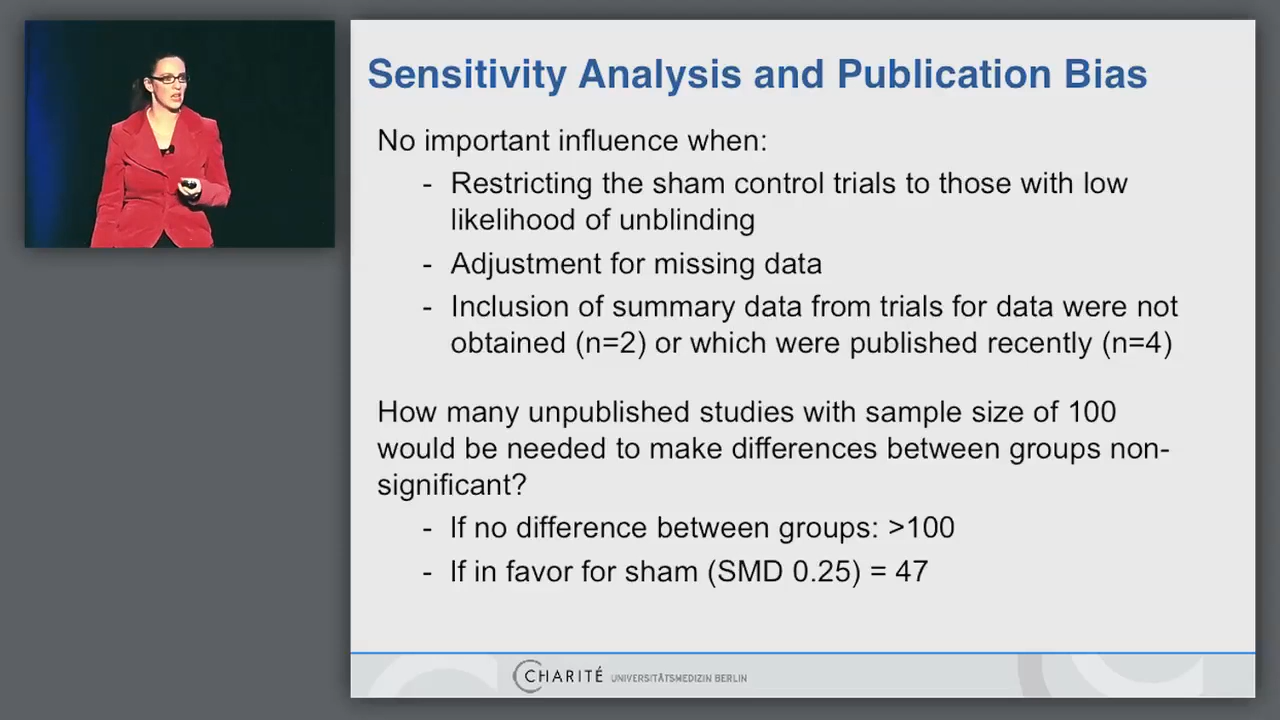 Sensitivity Analysis and Publication Bias
No important influence when:
- Restricting the sham control trials to those with low
likelihood of unblinding
- Adjustment for missing data
- Inclusion of summary data from trials for data were not
obtained (n=2) or which were published recently (n=4)
How many unpublished studies with sample size of 100
would be needed to make differences between groups non-
significant?
- If no difference between groups: >100
- If in favor for sham (SMD 0.25) = 47
CHARITÉ UNIVERSITÄTSMEDIZIN BERLIN